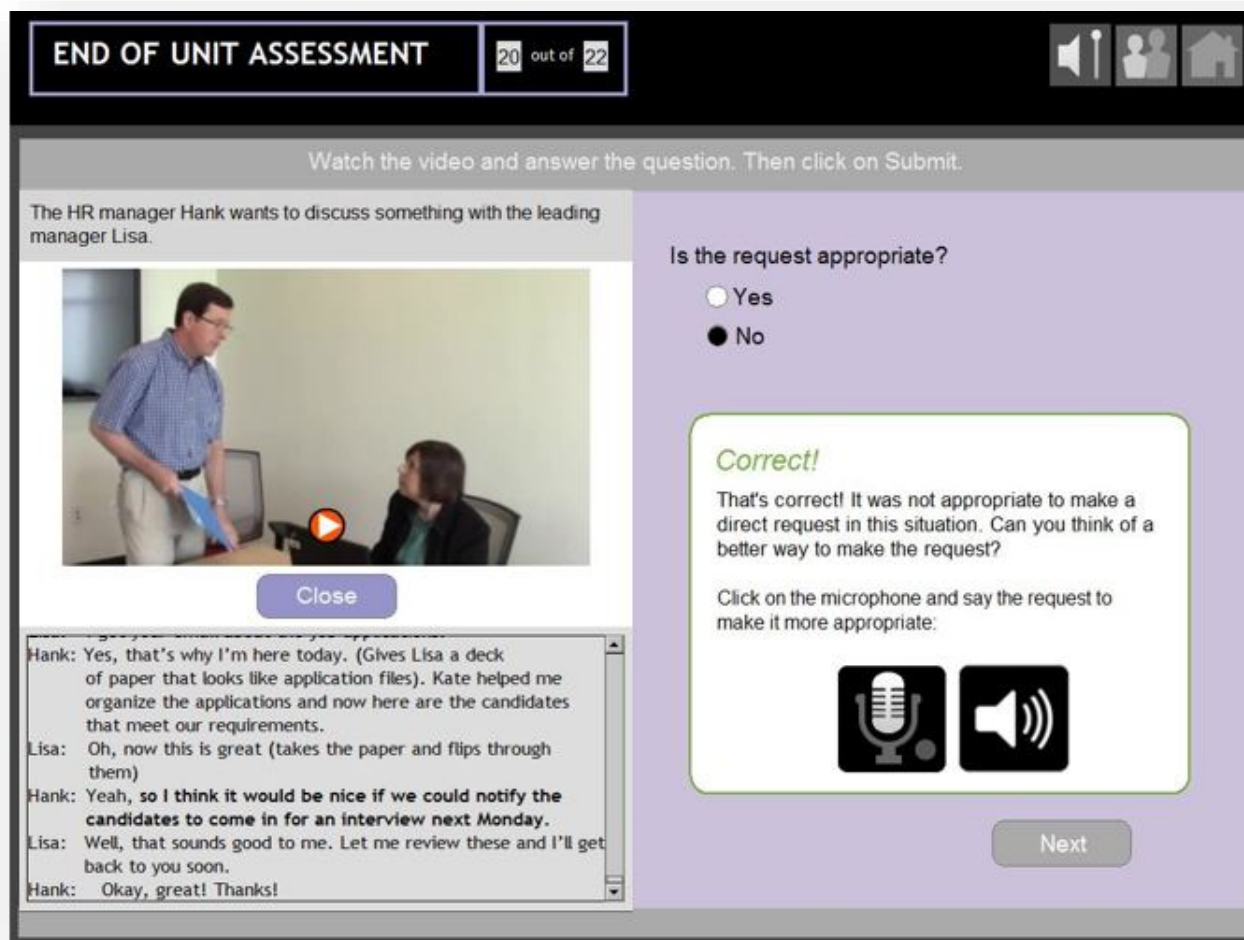 END OF UNIT ASSESSMENT
20 out of 22
Watch the video and answer the question. Then click on Submit.
The HR manager Hank wants to discuss something with the leading
manager Lisa.
Close
Hank: Yes, that's why I'm here today. (Gives Lisa a deck
of paper that looks like application files). Kate helped me
organize the applications and now here are the candidates
that meet our requirements.
Lisa: Oh, now this is great (takes the paper and flips through
them)
Hank: Yeah, so I think it would be nice if we could notify the
candidates to come in for an interview next Monday.
Lisa: Well, that sounds good to me. Let me review these and I'll get
back to you soon.
Hank: Okay, great! Thanks!
Is the request appropriate?
Yes
No
Correct!
That's correct! It was not appropriate to make a
direct request in this situation. Can you think of a
better way to make the request?
Click on the microphone and say the request to
make it more appropriate:
Next